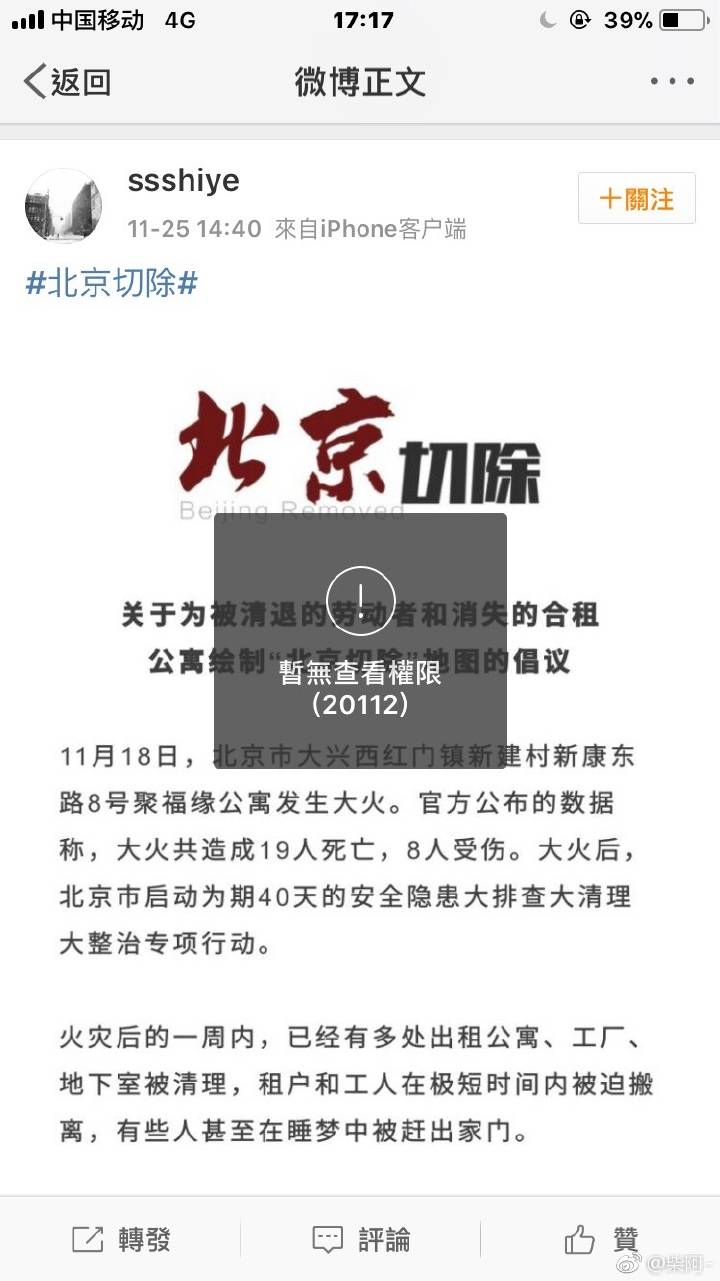 中国移动 4G 17:17 39%
返回 微博正文
ssshiye
十關注
11-25 14:40 來自iPhone客户端
#北京切除#
北京切除
Beijing Removed
关于为被清退的劳动者和消失的合租
公寓绘制“北京切除”地图的倡议
暫無查看權限
(20112)
11月18日，北京市大兴西红门镇新建村新康东
路8号聚福缘公寓发生大火。官方公布的数据
称，大火共造成19人死亡，8人受伤。大火后，
北京市启动为期40天的安全隐患大排查大清理
大整治专项行动。
火灾后的一周内，已经有多处出租公寓、工厂、
地下室被清理，租户和工人在极短时间内被迫搬
离，有些人甚至在睡梦中被赶出家门。
轉發 評論 贊
@柴阿-